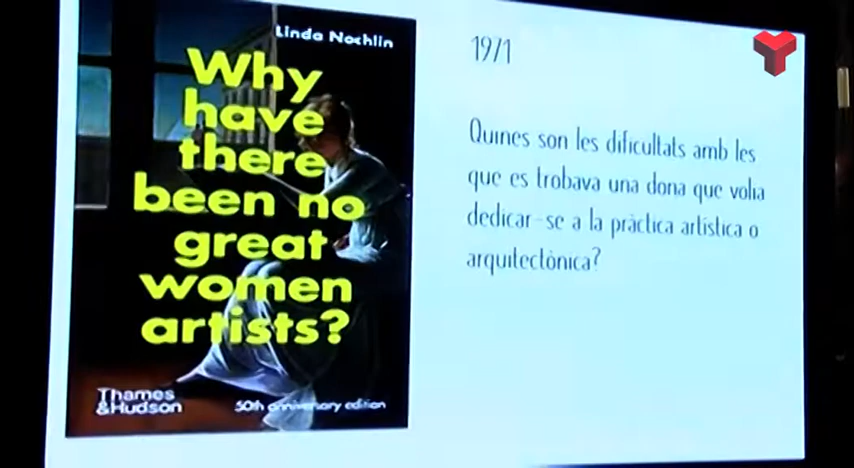 Linda Nochlin
Why
have
there
been no
great
women
artists?
Thames
&Hudson
50th anniversary edition
1971
Quines son les dificultats amb les
que es trobava una dona que volia
dedicar-se a la pràctica artística o
arquitectònica?